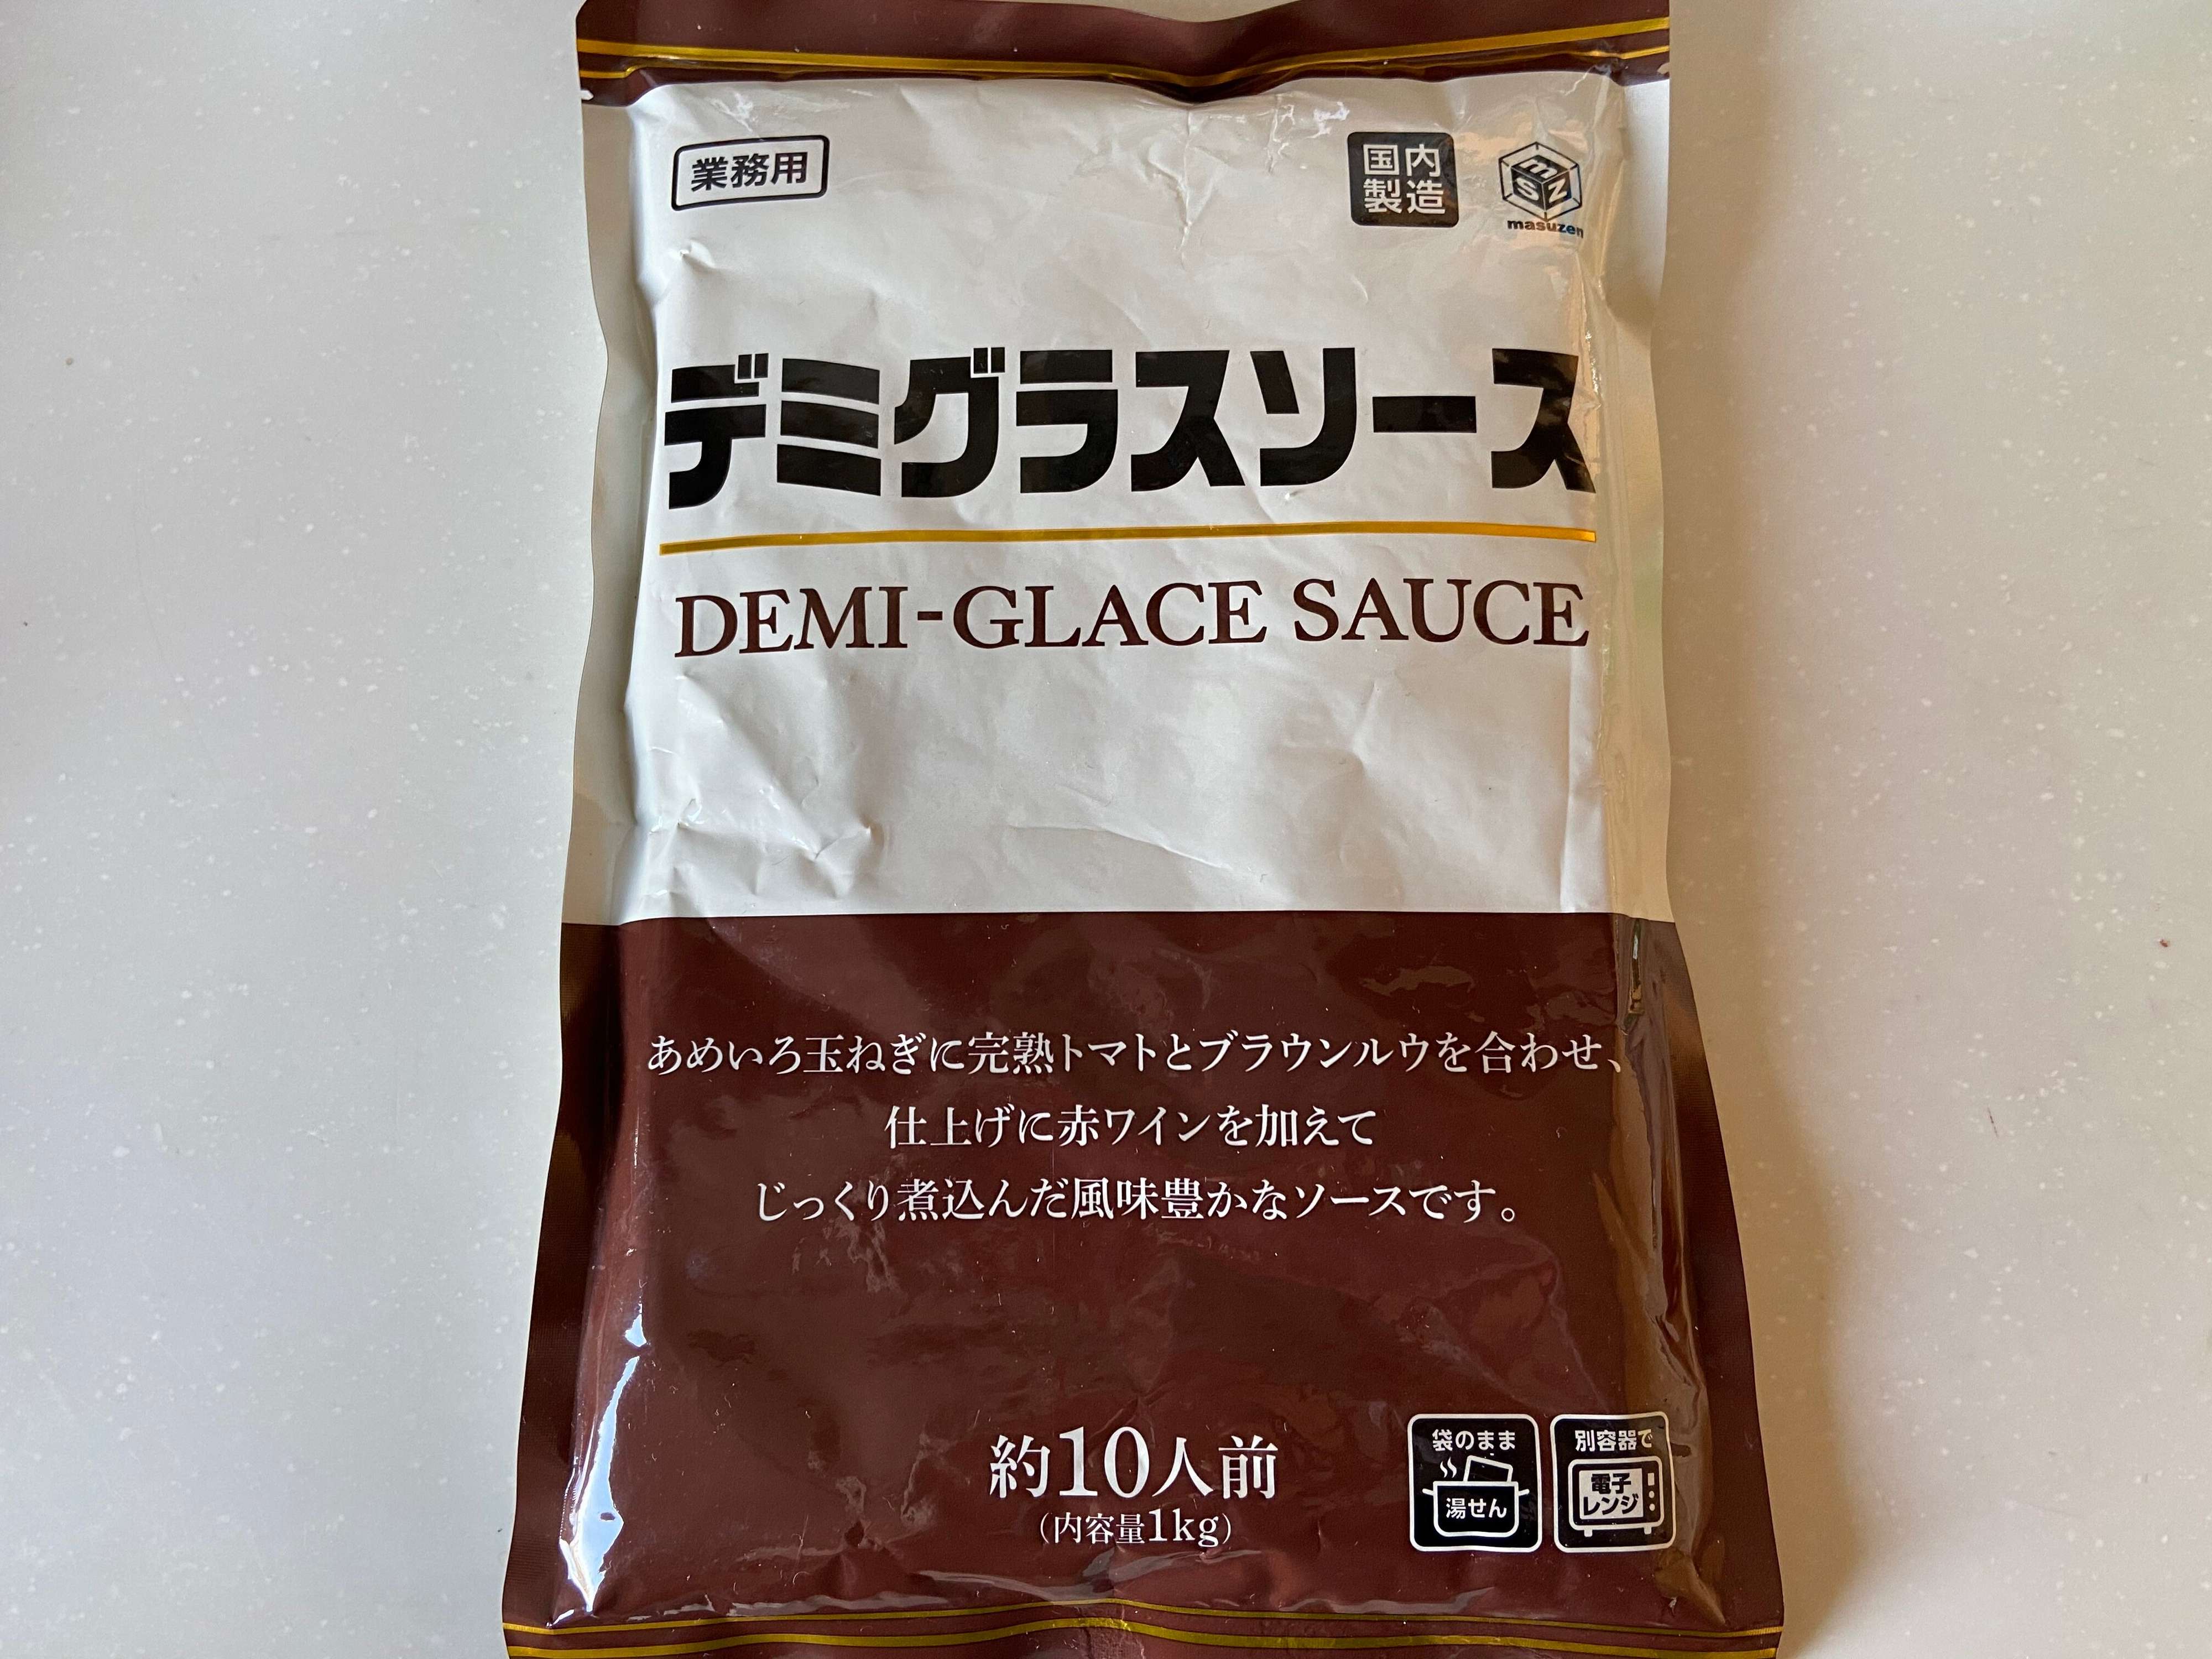 業務用
国内
製造
msz
masuzen
デミグラスソース
DEMI-GLACE SAUCE
あめいろ玉ねぎに完熟トマトとブラウンルウを合わせ、
仕上げに赤ワインを加えて
じっくり煮込んだ風味豊かなソースです。
約10人前
（内容量1kg）
袋のまま
湯せん
別容器で
電子
レンジ